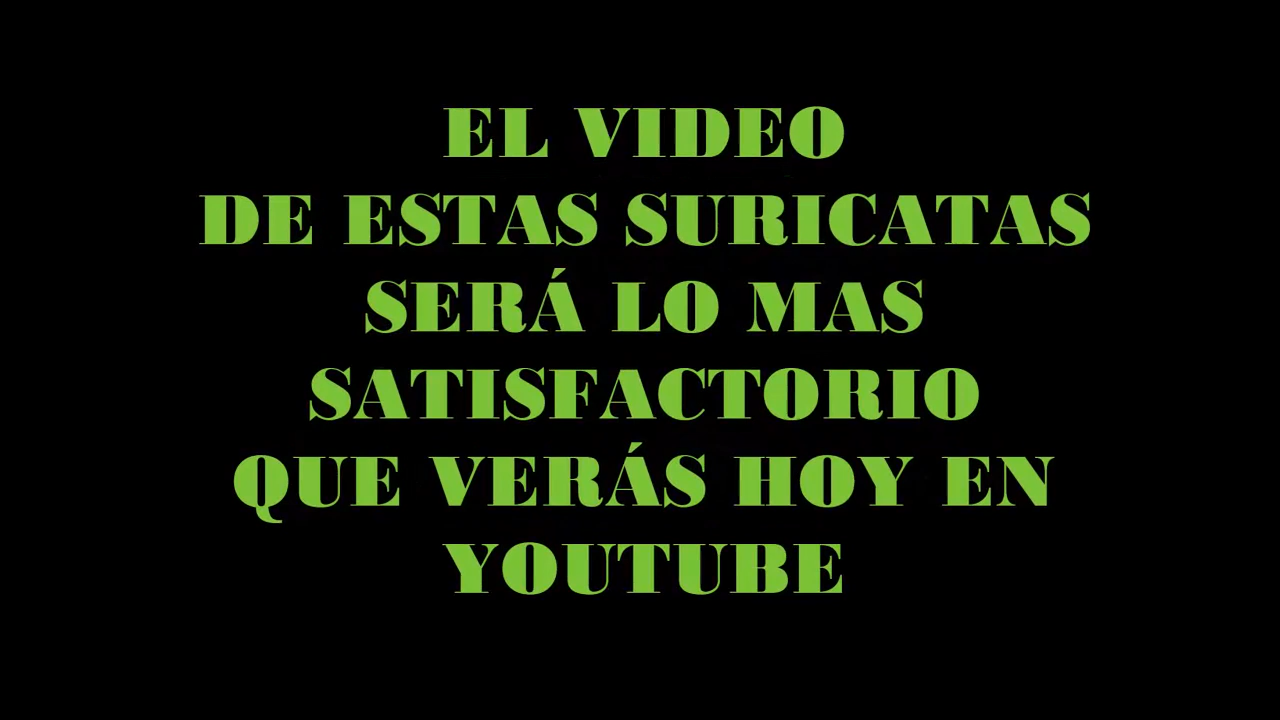 EL VIDEO
DE ESTAS SURICATAS
SERÁ LO MAS
SATISFACTORIO
QUE VERÁS HOY EN
YOUTUBE